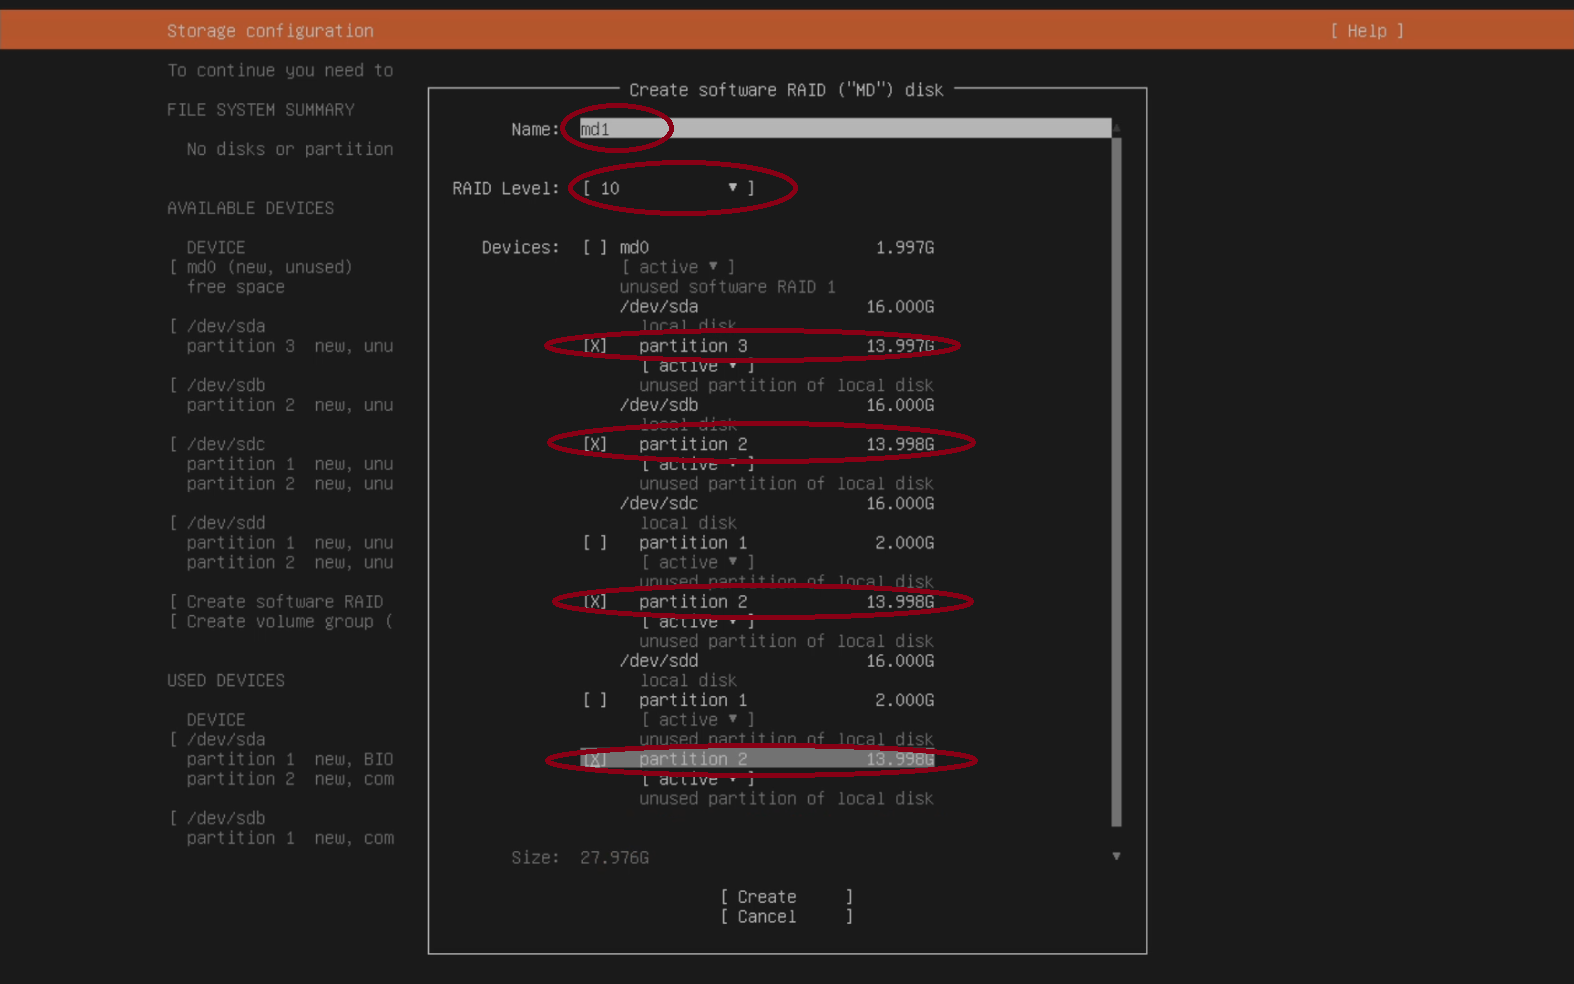 Storage configuration [ Help ]
To continue you need to
FILE SYSTEM SUMMARY
No disks or partition
AVAILABLE DEVICES
DEVICE
[ md0 (new, unused)
free space
[ /dev/sda
partition 3 new, unu
[ /dev/sdb
partition 2 new, unu
[ /dev/sdc
partition 1 new, unu
partition 2 new, unu
[ /dev/sdd
partition 1 new, unu
partition 2 new, unu
[ Create software RAID
[ Create volume group (
USED DEVICES
DEVICE
[ /dev/sda
partition 1 new, BIO
partition 2 new, com
[ /dev/sdb
partition 1 new, com
Create software RAID ("MD") disk
Name: md1
RAID Level: [ 10 ▼ ]
Devices: [ ] md0 1.997G
[ active ▼ ]
unused software RAID 1
/dev/sda 16.000G
local disk
[X] partition 3 13.997G
[ active ▼ ]
unused partition of local disk
/dev/sdb 16.000G
local disk
[X] partition 2 13.998G
[ active ▼ ]
unused partition of local disk
/dev/sdc 16.000G
local disk
[ ] partition 1 2.000G
[ active ▼ ]
unused partition of local disk
[X] partition 2 13.998G
[ active ▼ ]
unused partition of local disk
/dev/sdd 16.000G
local disk
[ ] partition 1 2.000G
[ active ▼ ]
unused partition of local disk
[X] partition 2 13.998G
[ active ▼ ]
unused partition of local disk
Size: 27.976G
[ Create ]
[ Cancel ]